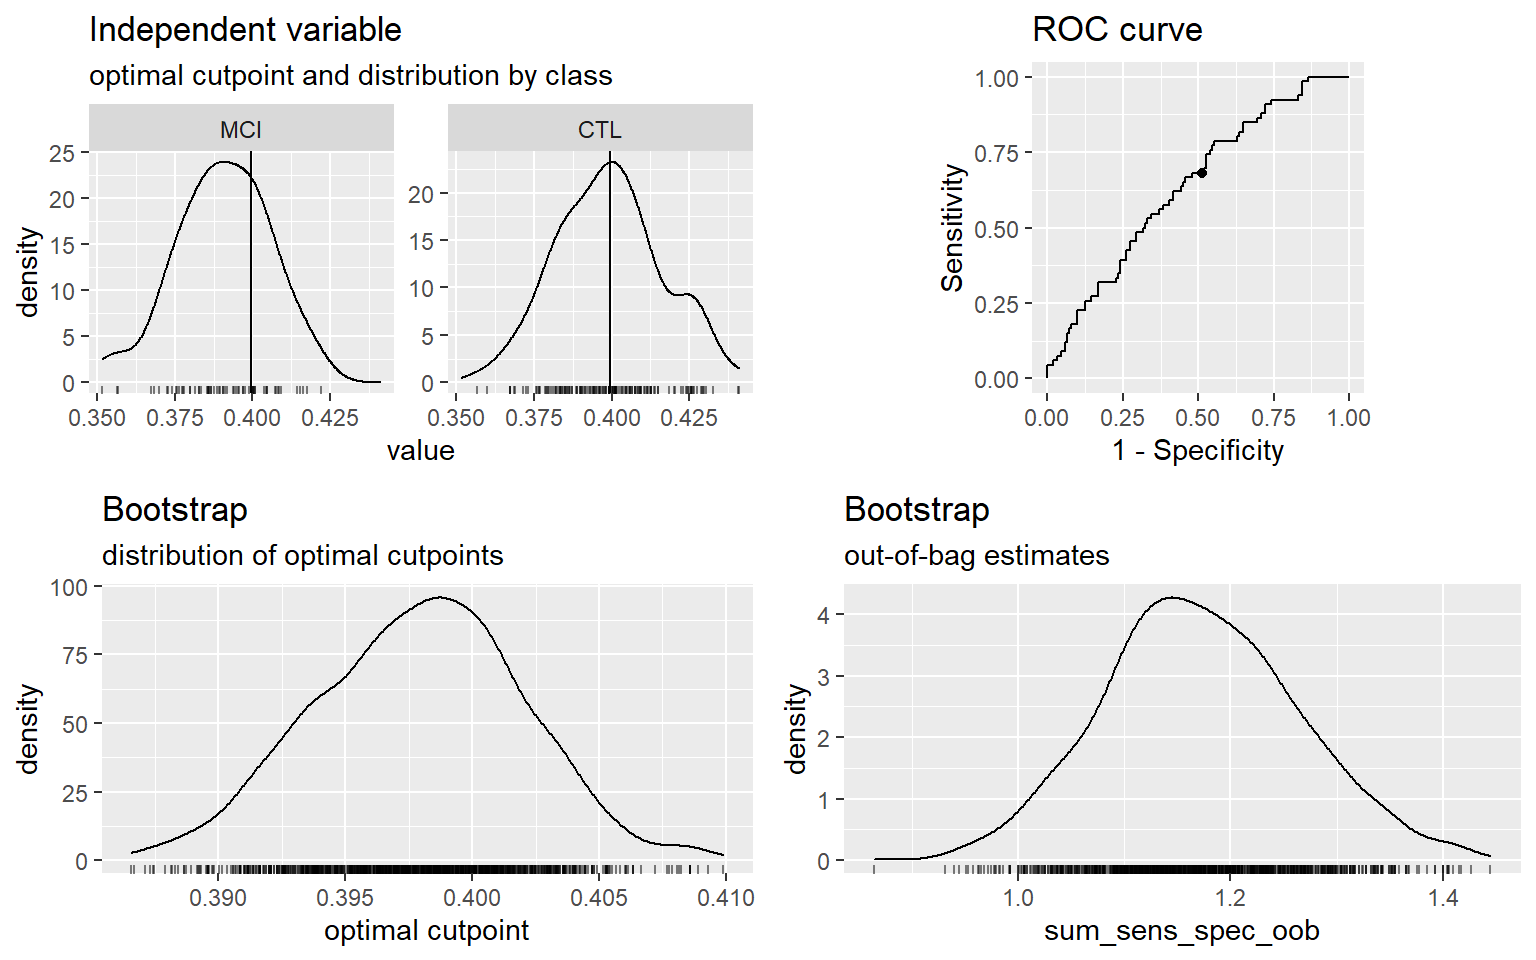 Independent variable
optimal cutpoint and distribution by class
MCI
CTL
25
20
15
10
5
0
20
15
10
5
0
density
0.350 0.375 0.400 0.425
0.350 0.375 0.400 0.425
value
ROC curve
1.00
0.75
0.50
0.25
0.00
Sensitivity
0.00 0.25 0.50 0.75 1.00
1 - Specificity
Bootstrap
distribution of optimal cutpoints
100
75
50
25
0
density
0.390 0.395 0.400 0.405 0.410
optimal cutpoint
Bootstrap
out-of-bag estimates
4
3
2
1
0
density
1.0 1.2 1.4
sum_sens_spec_oob